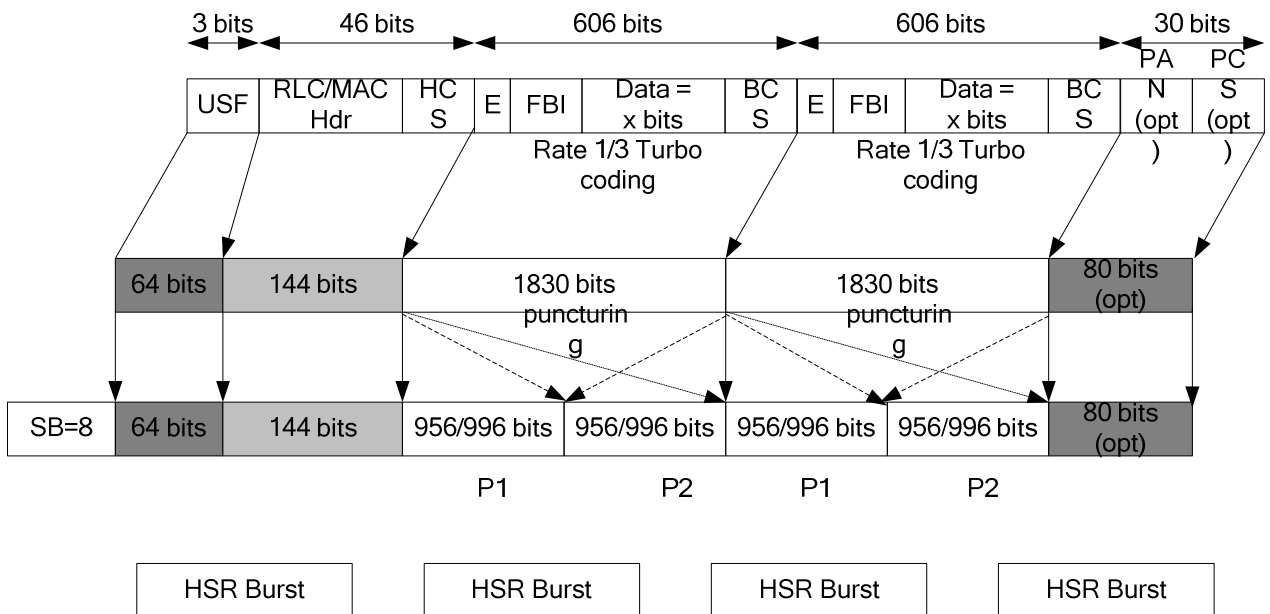 3 bits 46 bits 606 bits 606 bits 30 bits
USF
RLC/MAC
Hdr
HC
S
E
FBI
Data =
x bits
BC
S
E
FBI
Data =
x bits
BC
S
PA
N
(opt
)
PC
S
(opt
)
Rate 1/3 Turbo
coding
Rate 1/3 Turbo
coding
64 bits
144 bits
1830 bits
puncturin
g
1830 bits
puncturin
g
80 bits
(opt)
SB=8
64 bits
144 bits
956/996 bits
956/996 bits
956/996 bits
956/996 bits
80 bits
(opt)
P1 P2 P1 P2
HSR Burst HSR Burst HSR Burst HSR Burst